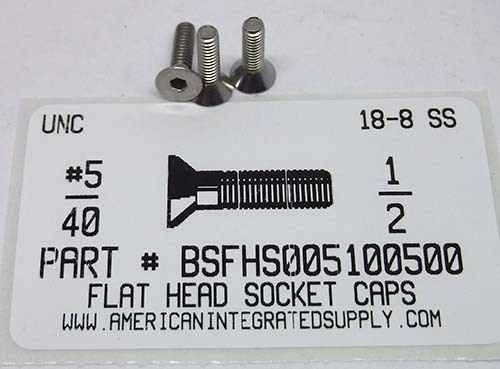 UNC 18-8 SS
#5/40 1/2
PART # BSFHS005100500
FLAT HEAD SOCKET CAPS
WWW.AMERICANINTEGRATEDSUPPLY.COM